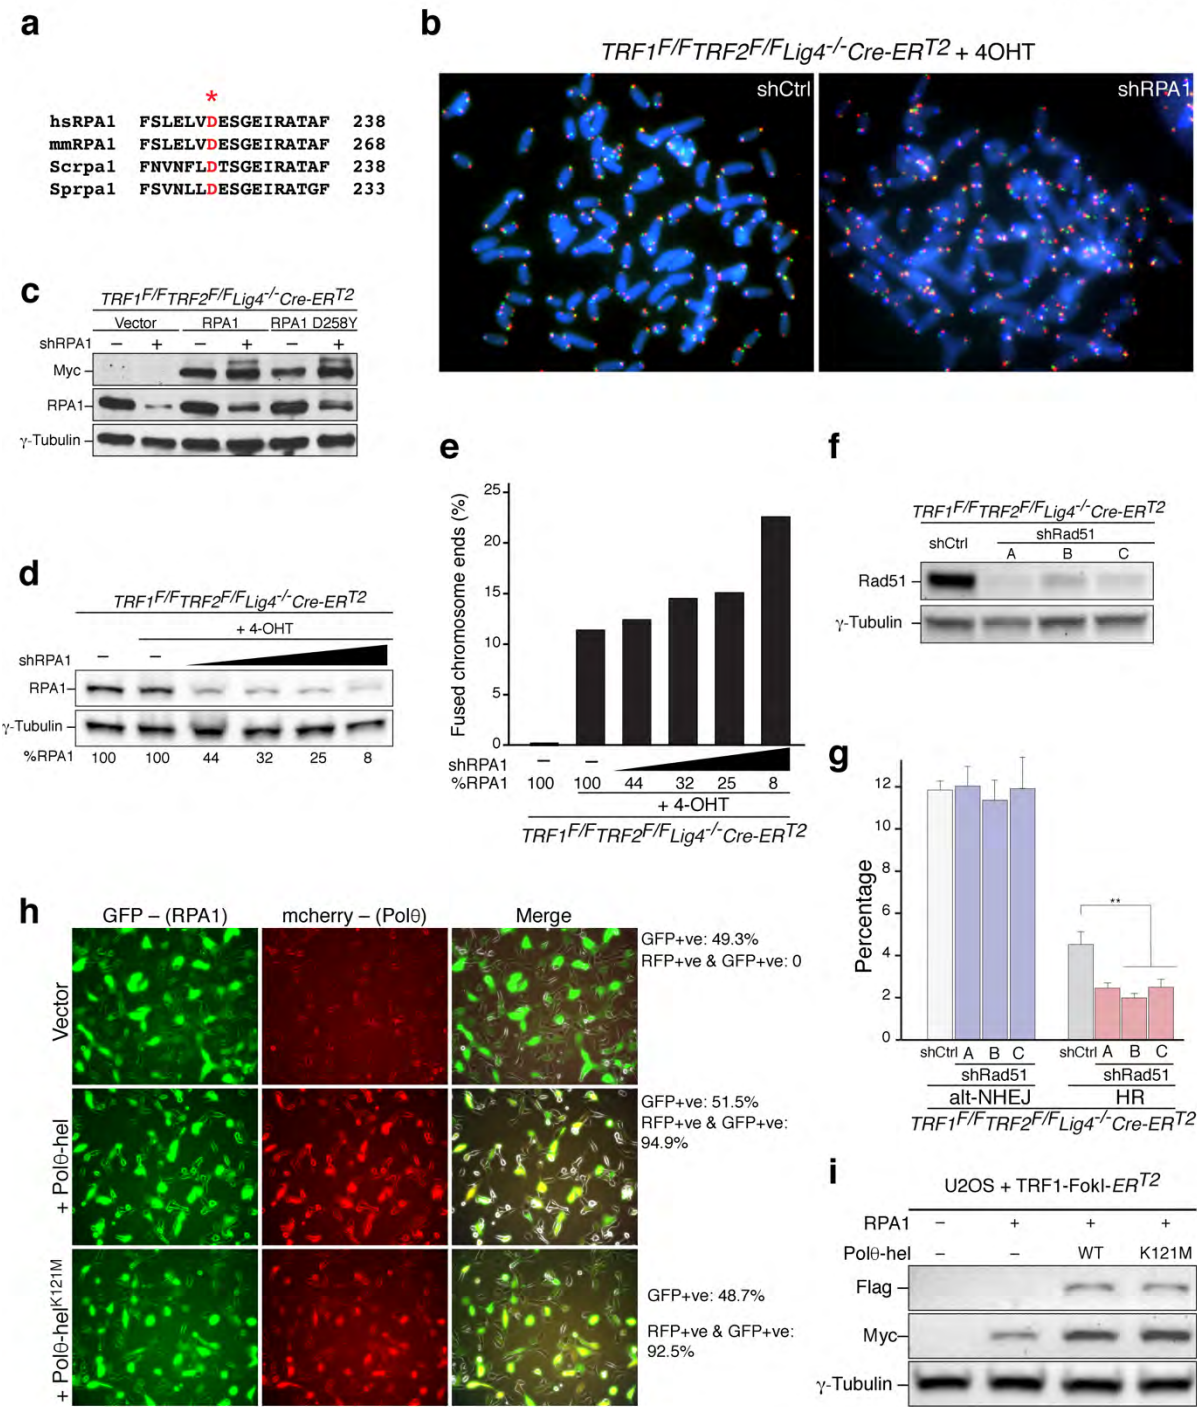 a
*
hsRPA1 FSLELVDESGEIRATAF 238
mmRPA1 FSLELVDESGEIRATAF 268
Scrpa1 FNVNFLDTSGEIRATAF 238
Sprpa1 FSVNLLDESGEIRATGF 233
b
TRF1F/FTRF2F/FLig4-/-Cre-ERT2 + 4OHT
shCtrl
shRPA1
c
TRF1F/FTRF2F/FLig4-/-Cre-ERT2
Vector RPA1 RPA1 D258Y
shRPA1 – + – + – +
Myc
RPA1
γ-Tubulin
d
TRF1F/FTRF2F/FLig4-/-Cre-ERT2
+ 4-OHT
shRPA1 – –
RPA1
γ-Tubulin
%RPA1 100 100 44 32 25 8
e
Fused chromosome ends (%)
25
20
15
10
5
0
shRPA1 – –
%RPA1 100 100 44 32 25 8
+ 4-OHT
TRF1F/FTRF2F/FLig4-/-Cre-ERT2
f
TRF1F/FTRF2F/FLig4-/-Cre-ERT2
shCtrl shRad51
A B C
Rad51
γ-Tubulin
g
Percentage
12
10
8
6
4
2
0
**
shCtrl A B C shCtrl A B C
shRad51 shRad51
alt-NHEJ HR
TRF1F/FTRF2F/FLig4-/-Cre-ERT2
h
GFP – (RPA1) mcherry – (Polθ) Merge
Vector
GFP+ve: 49.3%
RFP+ve & GFP+ve: 0
+ Polθ-hel
GFP+ve: 51.5%
RFP+ve & GFP+ve:
94.9%
+ Polθ-helK121M
GFP+ve: 48.7%
RFP+ve & GFP+ve:
92.5%
i
U2OS + TRF1-FokI-ERT2
RPA1 – + + +
Polθ-hel – – WT K121M
Flag
Myc
γ-Tubulin